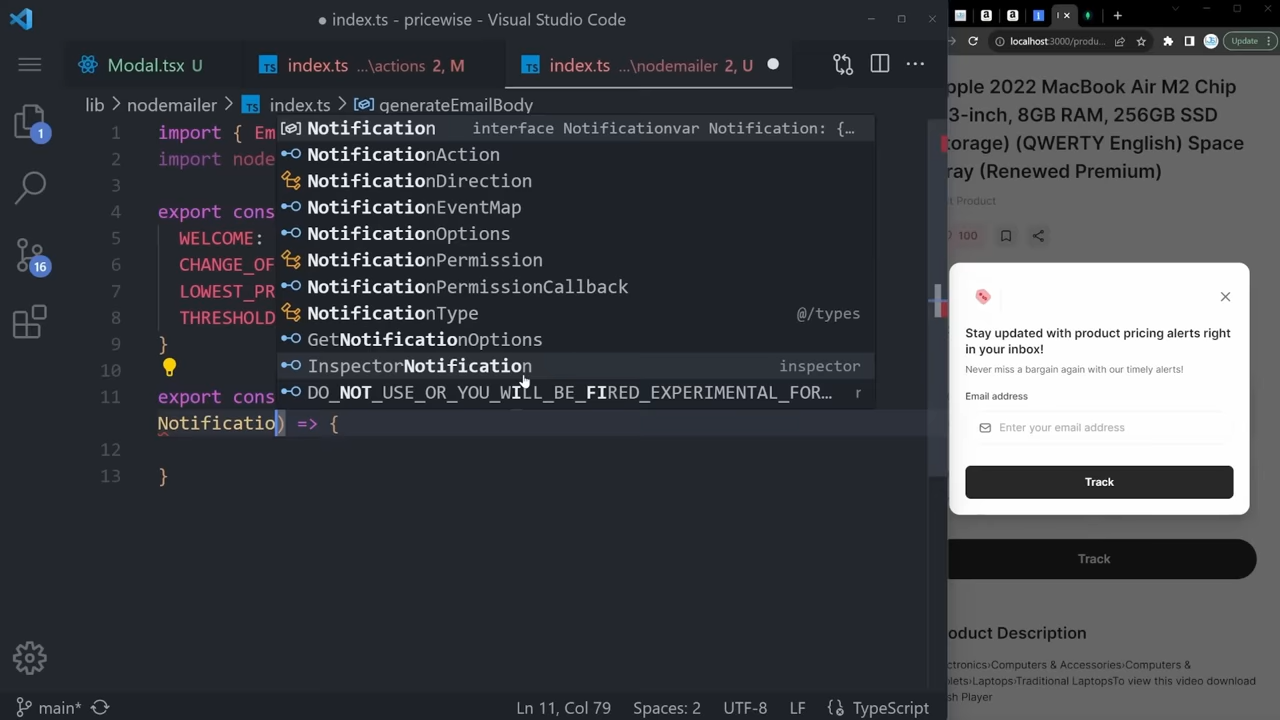 index.ts - pricewise - Visual Studio Code
Modal.tsx U
index.ts ...\actions 2, M
index.ts ...\nodemailer 2, U
lib > nodemailer > TS index.ts > generateEmailBody
1 import { Em
2 import node
3
4 export cons
5 WELCOME:
6 CHANGE_OF
7 LOWEST_PR
8 THRESHOLD
9 }
10
11 export cons
Notificatio) => {
12
13 }
Notification interface Notificationvar Notification: {…
NotificationAction
NotificationDirection
NotificationEventMap
NotificationOptions
NotificationPermission
NotificationPermissionCallback
NotificationType @/types
GetNotificationOptions
InspectorNotification inspector
DO_NOT_USE_OR_YOU_WILL_BE_FIRED_EXPERIMENTAL_FOR… r
1
16
main*
Ln 11, Col 79
Spaces: 2
UTF-8
LF
TypeScript
localhost:3000/produ...
Update
pple 2022 MacBook Air M2 Chip
3-inch, 8GB RAM, 256GB SSD
torage) (QWERTY English) Space
ray (Renewed Premium)
t Product
100
Stay updated with product pricing alerts right
in your inbox!
Never miss a bargain again with our timely alerts!
Email address
Enter your email address
Track
Track
oduct Description
ctronics›Computers & Accessories›Computers &
blets›Laptops›Traditional LaptopsTo view this video download
sh Player